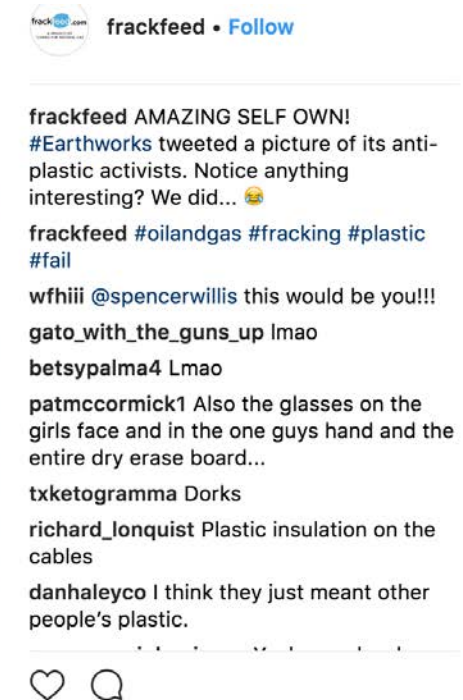 frackfeed.com
frackfeed • Follow
frackfeed AMAZING SELF OWN!
#Earthworks tweeted a picture of its anti-
plastic activists. Notice anything
interesting? We did... 😂
frackfeed #oilandgas #fracking #plastic
#fail
wfhiii @spencerwillis this would be you!!!
gato_with_the_guns_up lmao
betsypalma4 Lmao
patmccormick1 Also the glasses on the
girls face and in the one guys hand and the
entire dry erase board...
txketogramma Dorks
richard_lonquist Plastic insulation on the
cables
danhaleyco I think they just meant other
people's plastic.